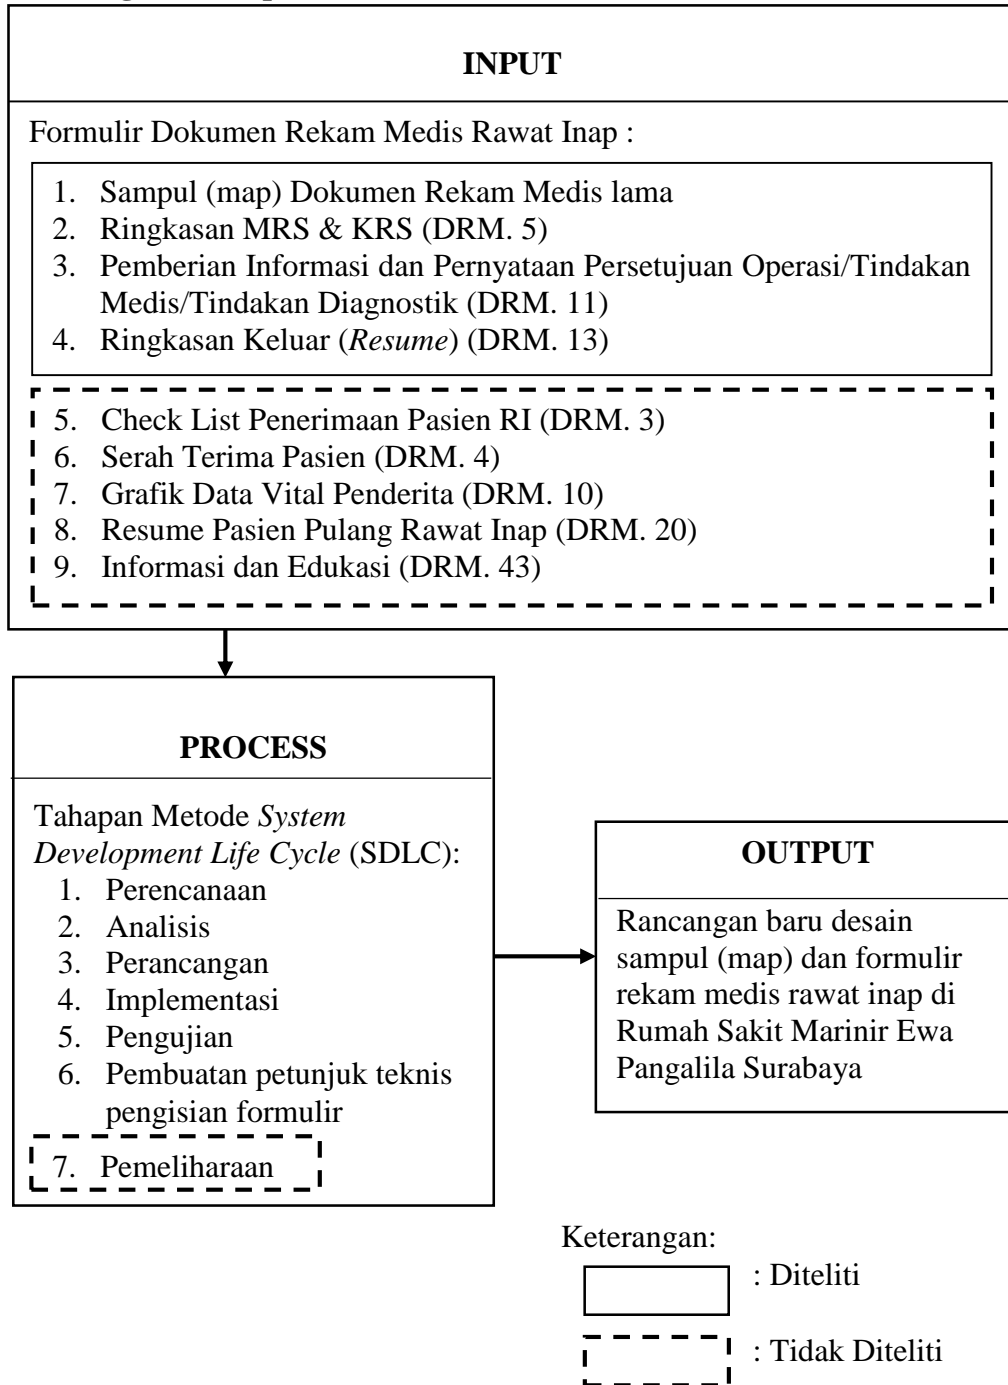 INPUT
Formulir Dokumen Rekam Medis Rawat Inap :
1. Sampul (map) Dokumen Rekam Medis lama
2. Ringkasan MRS & KRS (DRM. 5)
3. Pemberian Informasi dan Pernyataan Persetujuan Operasi/Tindakan
Medis/Tindakan Diagnostik (DRM. 11)
4. Ringkasan Keluar (Resume) (DRM. 13)
5. Check List Penerimaan Pasien RI (DRM. 3)
6. Serah Terima Pasien (DRM. 4)
7. Grafik Data Vital Penderita (DRM. 10)
8. Resume Pasien Pulang Rawat Inap (DRM. 20)
9. Informasi dan Edukasi (DRM. 43)
PROCESS
Tahapan Metode System
Development Life Cycle (SDLC):
1. Perencanaan
2. Analisis
3. Perancangan
4. Implementasi
5. Pengujian
6. Pembuatan petunjuk teknis
pengisian formulir
7. Pemeliharaan
OUTPUT
Rancangan baru desain
sampul (map) dan formulir
rekam medis rawat inap di
Rumah Sakit Marinir Ewa
Pangalila Surabaya
Keterangan:
: Diteliti
: Tidak Diteliti